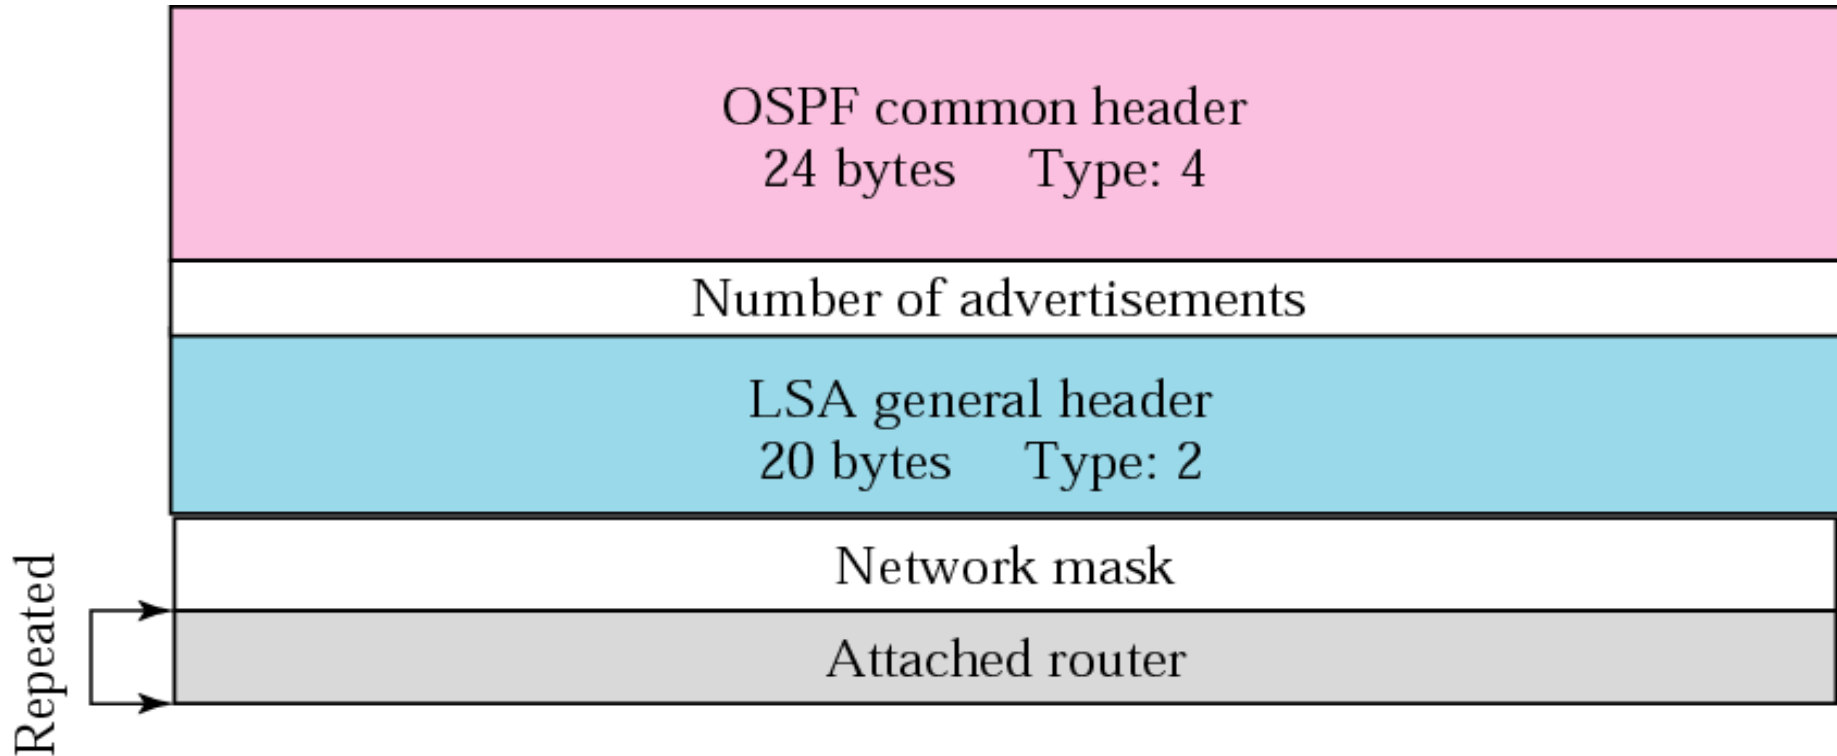 OSPF common header
24 bytes Type: 4
Number of advertisements
LSA general header
20 bytes Type: 2
Network mask
Attached router
Repeated